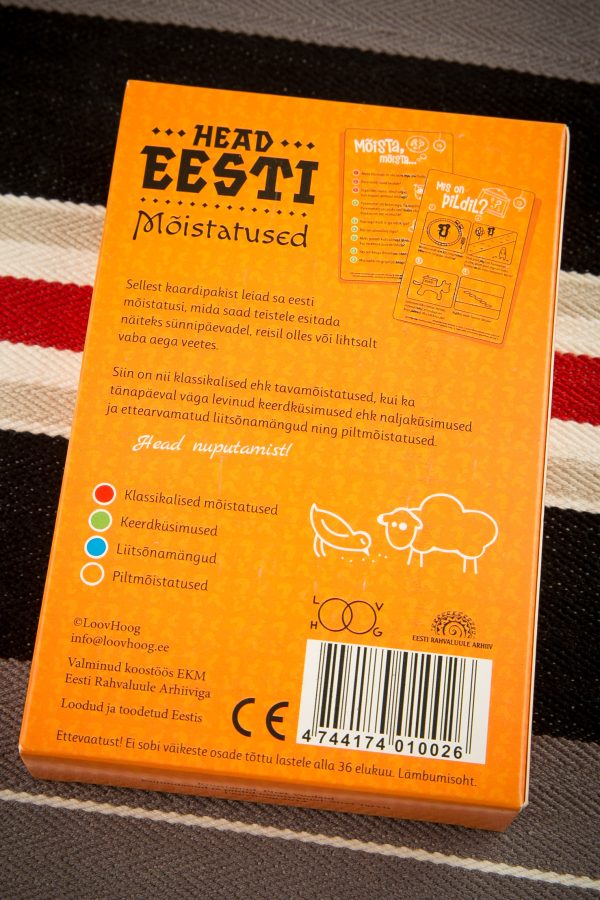 HEAD
EESTI
Mõistatused
Mõista,
mõista...
Mis on
pildil?
Sellest kaardipakist leiad sa eesti
mõistatusi, mida saad teistele esitada
näiteks sünnipäevadel, reisil olles või lihtsalt
vaba aega veetes.
Siin on nii klassikalised ehk tavamõistatused, kui ka
tänapäeval väga levinud keerdküsimused ehk naljaküsimused
ja ettearvamatud liitsõnamängud ning piltmõistatused.
Head nuputamist!
Klassikalised mõistatused
Keerdküsimused
Liitsõnamängud
Piltmõistatused
LOOV
HOOG
EESTI RAHVALUULE ARHIIV
©LoovHoog
info@loovhoog.ee
Valminud koostöös EKM
Eesti Rahvaluule Arhiiviga
Loodud ja toodetud Eestis
CE
4 744174 010026
Ettevaatust! Ei sobi väikeste osade tõttu lastele alla 36 elukuu. Lämbumisoht.